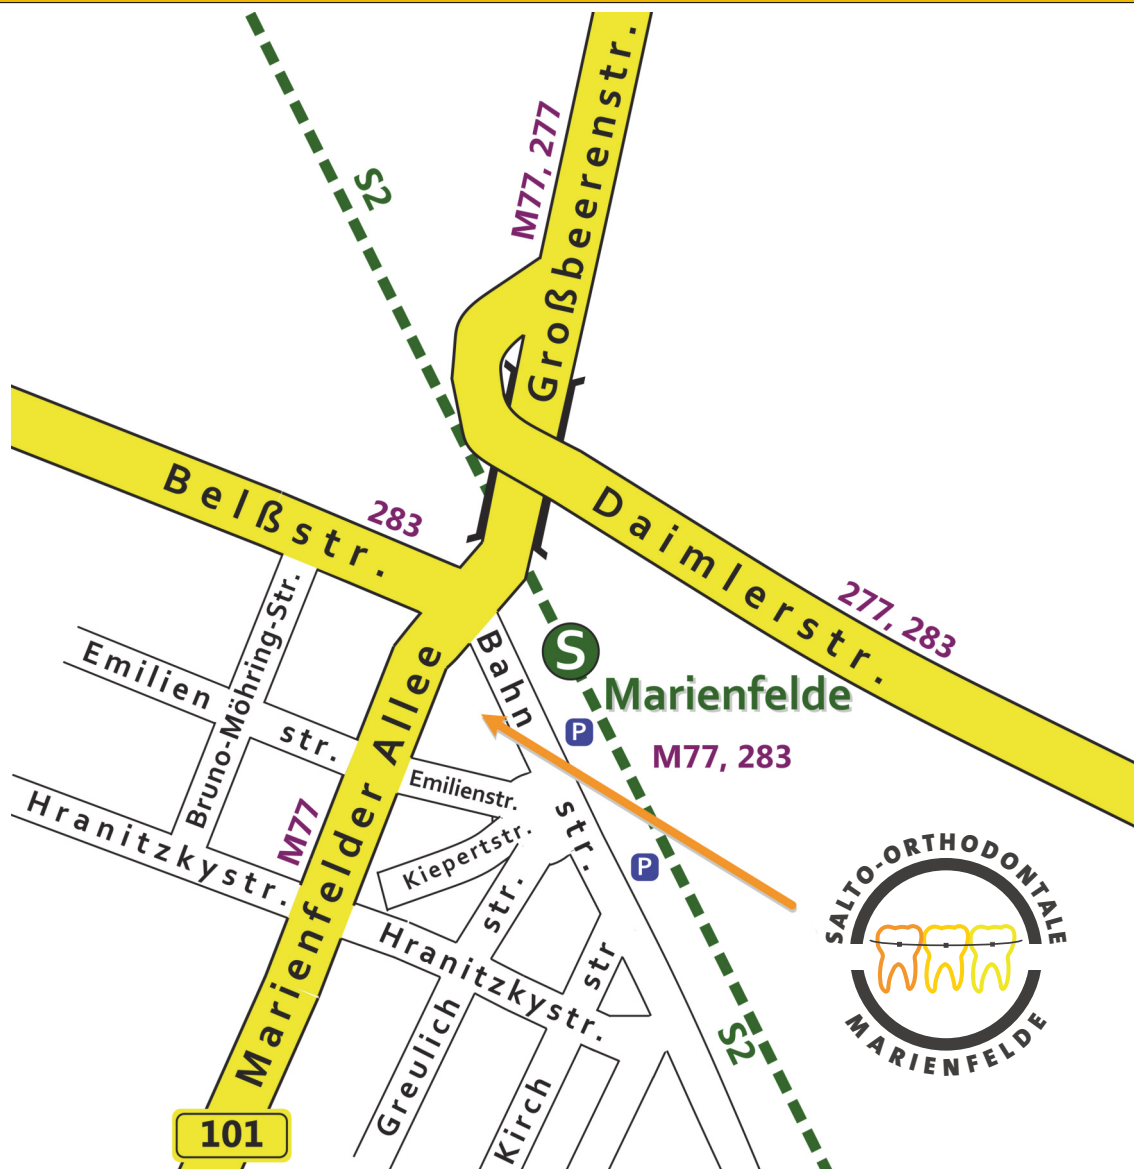 Großbeerenstr.
M77, 277
S2
Belßstr.
283
Daimlerstr.
277, 283
S
Marienfelde
P
M77, 283
Bahn
str.
Bruno-Möhring-Str.
Emilien
str.
Emilienstr.
Marienfelder Allee
M77
Hranitzkystr.
Kiepertstr.
P
str.
Hranitzkystr.
str
Greulich
Kirch
S2
101
SALTO-ORTHODONTALE
MARIENFELDE